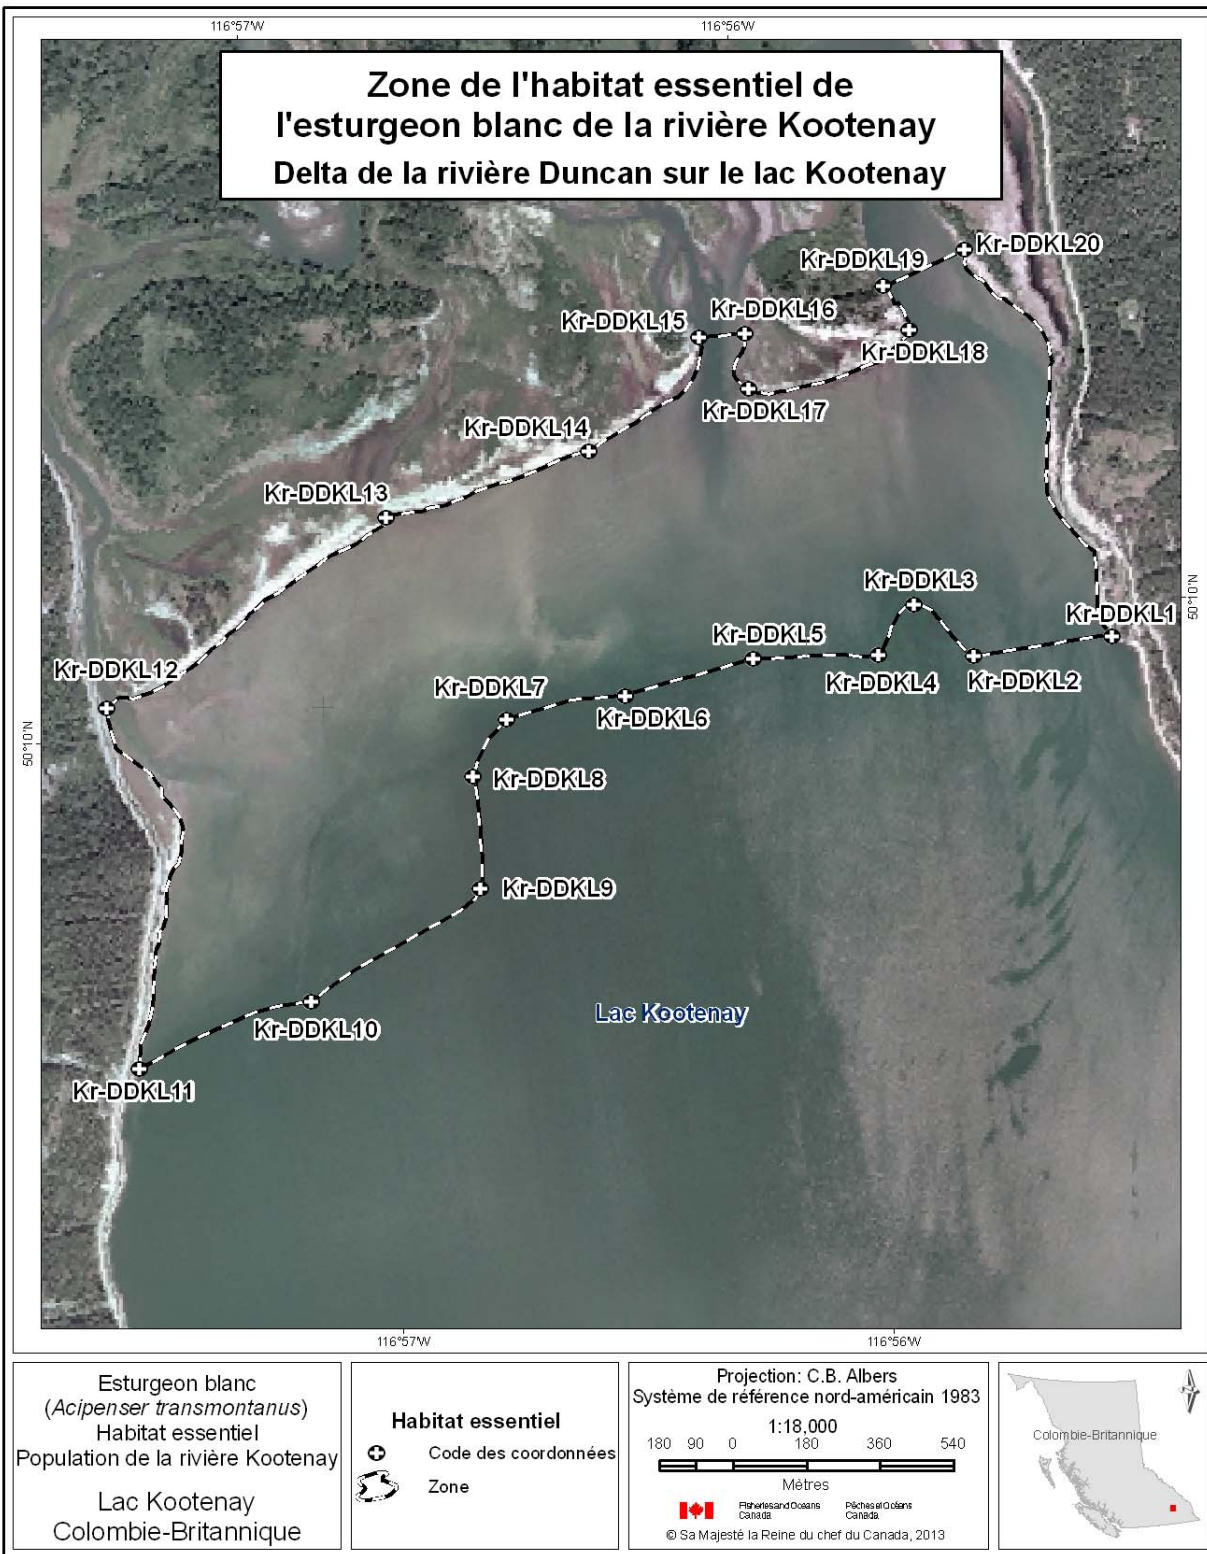 116°57'W
116°56'W
Zone de l'habitat essentiel de
l'esturgeon blanc de la rivière Kootenay
Delta de la rivière Duncan sur le lac Kootenay
Kr-DDKL20
Kr-DDKL19
Kr-DDKL16
Kr-DDKL15
Kr-DDKL18
Kr-DDKL17
Kr-DDKL14
Kr-DDKL13
Kr-DDKL3
50°10'N
Kr-DDKL1
Kr-DDKL5
Kr-DDKL4
Kr-DDKL2
Kr-DDKL12
Kr-DDKL7
Kr-DDKL6
50°10'N
Kr-DDKL8
Kr-DDKL9
Lac Kootenay
Kr-DDKL10
Kr-DDKL11
116°57'W
116°56'W
Esturgeon blanc
(Acipenser transmontanus)
Habitat essentiel
Population de la rivière Kootenay
Lac Kootenay
Colombie-Britannique
Habitat essentiel
Code des coordonnées
Zone
Projection: C.B. Albers
Système de référence nord-américain 1983
1:18,000
180 90 0 180 360 540
Mètres
Fisheries and Oceans
Canada
Pêches et Océans
Canada
© Sa Majesté la Reine du chef du Canada, 2013
Colombie-Britannique